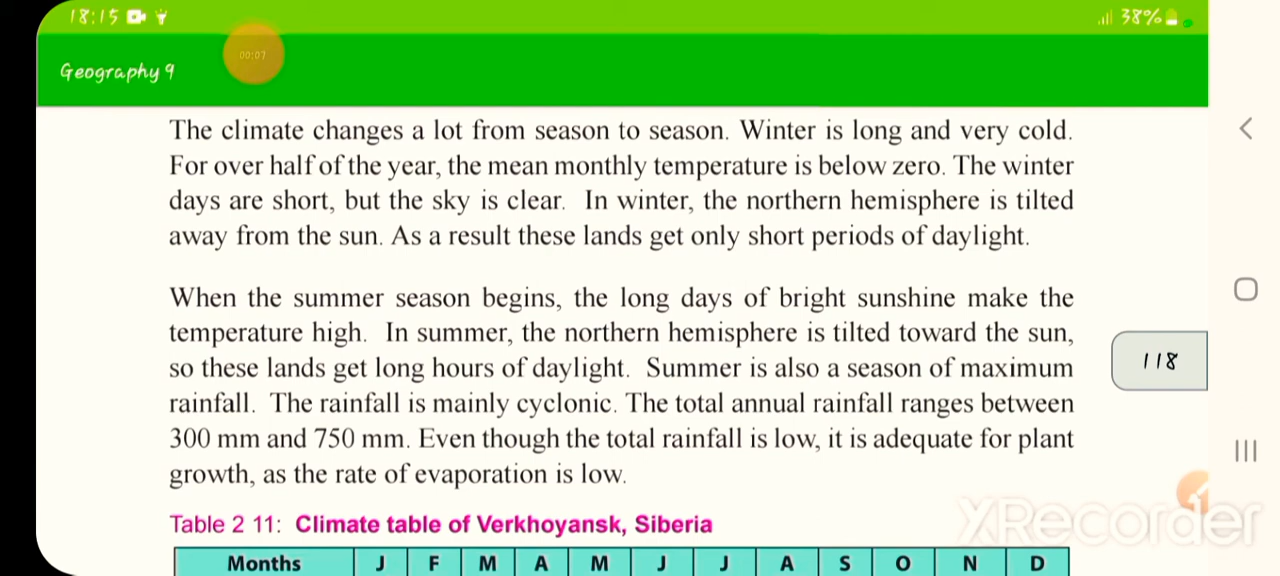 18:15
38%
00:07
Geography 9
The climate changes a lot from season to season. Winter is long and very cold.
For over half of the year, the mean monthly temperature is below zero. The winter
days are short, but the sky is clear. In winter, the northern hemisphere is tilted
away from the sun. As a result these lands get only short periods of daylight.
When the summer season begins, the long days of bright sunshine make the
temperature high. In summer, the northern hemisphere is tilted toward the sun,
so these lands get long hours of daylight. Summer is also a season of maximum
rainfall. The rainfall is mainly cyclonic. The total annual rainfall ranges between
300 mm and 750 mm. Even though the total rainfall is low, it is adequate for plant
growth, as the rate of evaporation is low.
118
Table 2 11: Climate table of Verkhoyansk, Siberia
XRecorder
Months J F M A M J J A S O N D